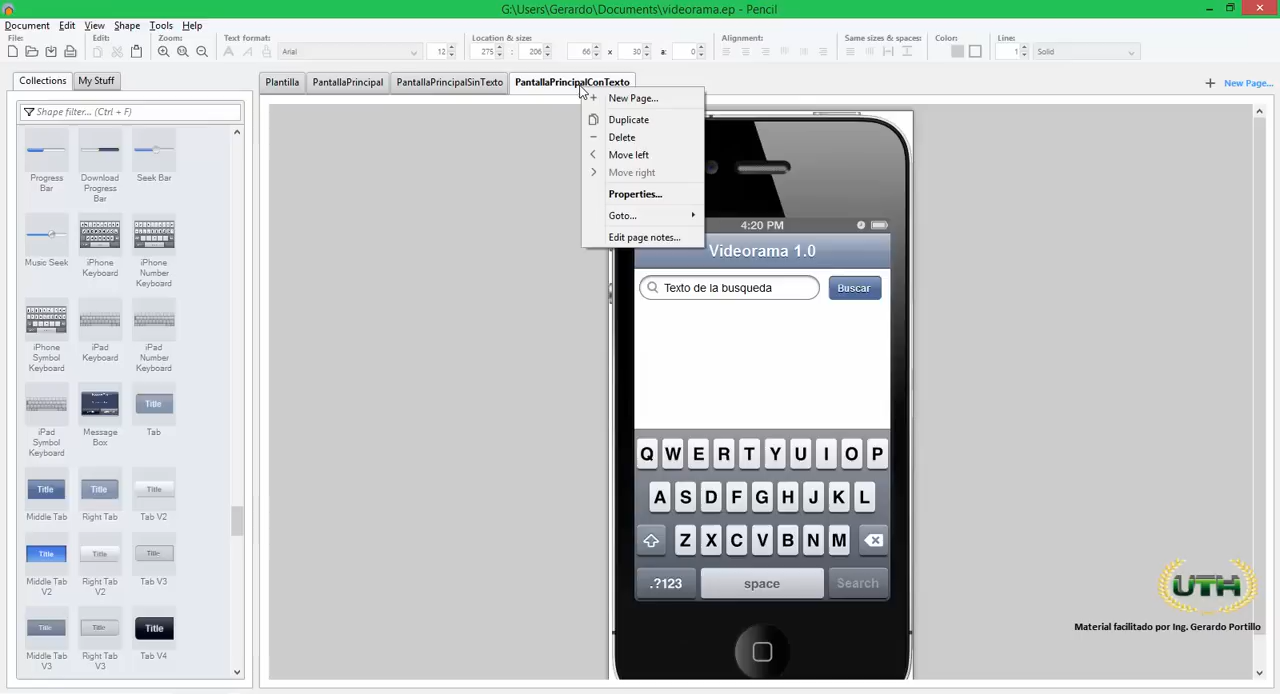 G:\Users\Gerardo\Documents\videorama.ep - Pencil
Document Edit View Shape Tools Help
File: Edit: Zoom: Text format: Location & size: Alignment: Same sizes & spaces: Color: Line:
Arial 12 275 : 206 66 x 30 a: 0 1 Solid
Collections My Stuff
Plantilla PantallaPrincipal PantallaPrincipalSinTexto PantallaPrincipalConTexto
New Page...
Shape filter... (Ctrl + F)
Progress Bar
Download Progress Bar
Seek Bar
Music Seek
iPhone Keyboard
iPhone Number Keyboard
iPhone Symbol Keyboard
iPad Keyboard
iPad Number Keyboard
iPad Symbol Keyboard
Message Box
Title
Tab
Title
Middle Tab
Title
Right Tab
Title
Tab V2
Title
Middle Tab V2
Title
Right Tab V2
Title
Tab V3
Title
Middle Tab V3
Title
Right Tab V3
Title
Tab V4
New Page...
Duplicate
Delete
Move left
Move right
Properties...
Goto...
Edit page notes...
4:20 PM
Videorama 1.0
Texto de la busqueda
Buscar
Q W E R T Y U I O P
A S D F G H J K L
Z X C V B N M
.?123 space Search
UTH
Material facilitado por Ing. Gerardo Portillo